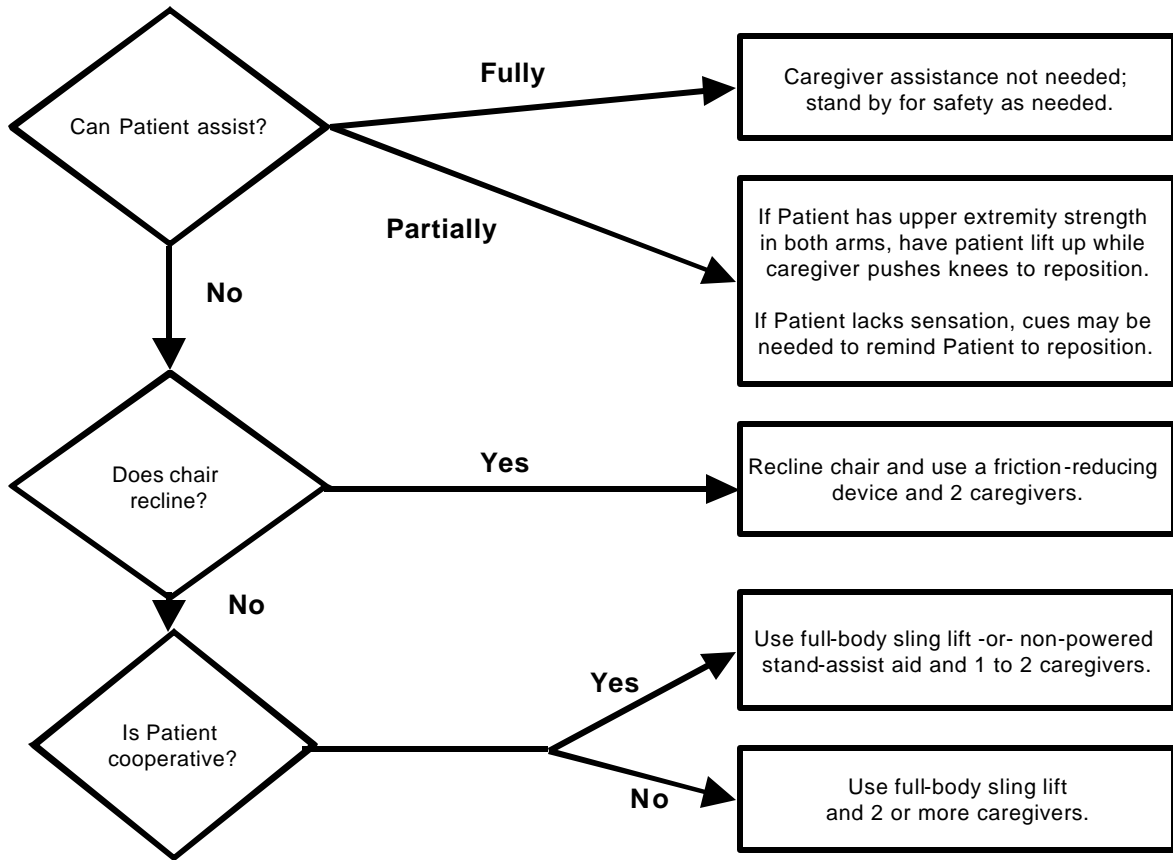 Fully
Caregiver assistance not needed;
stand by for safety as needed.
Can Patient assist?
Partially
If Patient has upper extremity strength
in both arms, have patient lift up while
caregiver pushes knees to reposition.
If Patient lacks sensation, cues may be
needed to remind Patient to reposition.
No
Does chair
recline?
Yes
Recline chair and use a friction-reducing
device and 2 caregivers.
No
Is Patient
cooperative?
Yes
Use full-body sling lift -or- non-powered
stand-assist aid and 1 to 2 caregivers.
No
Use full-body sling lift
and 2 or more caregivers.